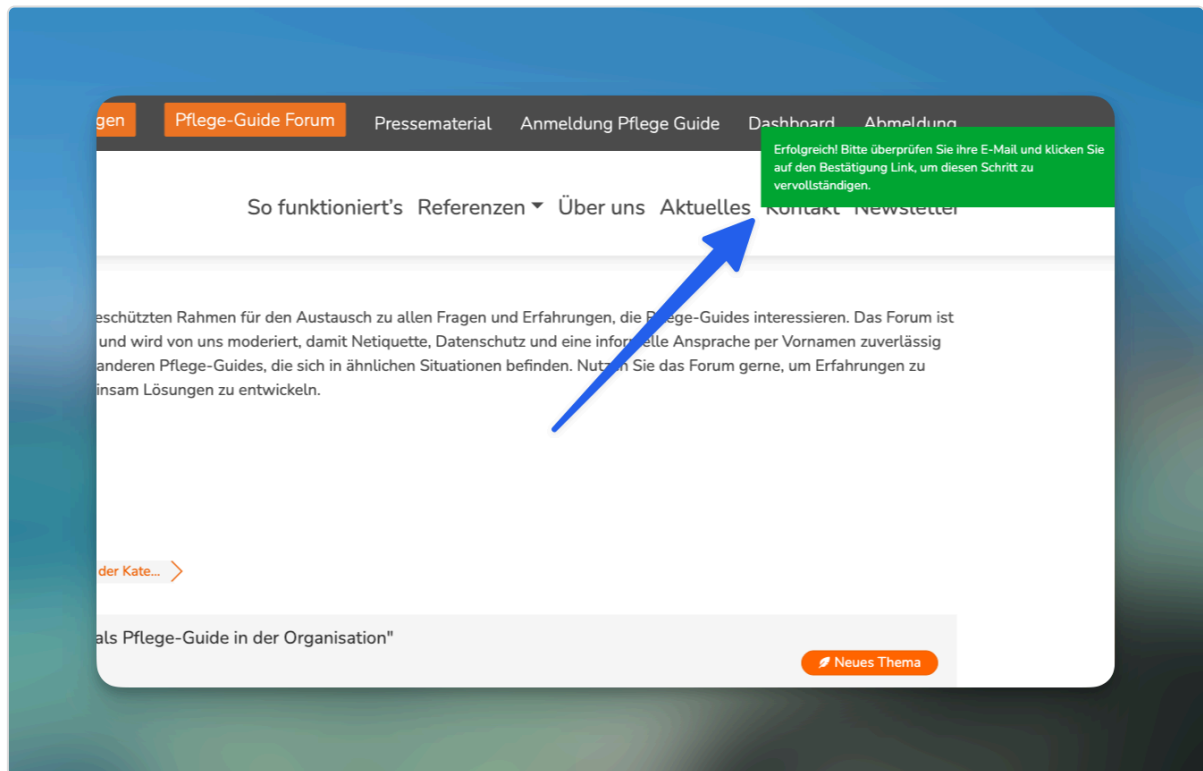 gen Pflege-Guide Forum Pressematerial Anmeldung Pflege Guide Dashboard Abmeldung
Erfolgreich! Bitte überprüfen Sie ihre E-Mail und klicken Sie
auf den Bestätigung Link, um diesen Schritt zu
vervollständigen.
So funktioniert's Referenzen Über uns Aktuelles Kontakt Newsletter
eschützten Rahmen für den Austausch zu allen Fragen und Erfahrungen, die Pflege-Guides interessieren. Das Forum ist
und wird von uns moderiert, damit Netiquette, Datenschutz und eine informelle Ansprache per Vornamen zuverlässig
anderen Pflege-Guides, die sich in ähnlichen Situationen befinden. Nutzen Sie das Forum gerne, um Erfahrungen zu
insam Lösungen zu entwickeln.
der Kate...
als Pflege-Guide in der Organisation"
Neues Thema